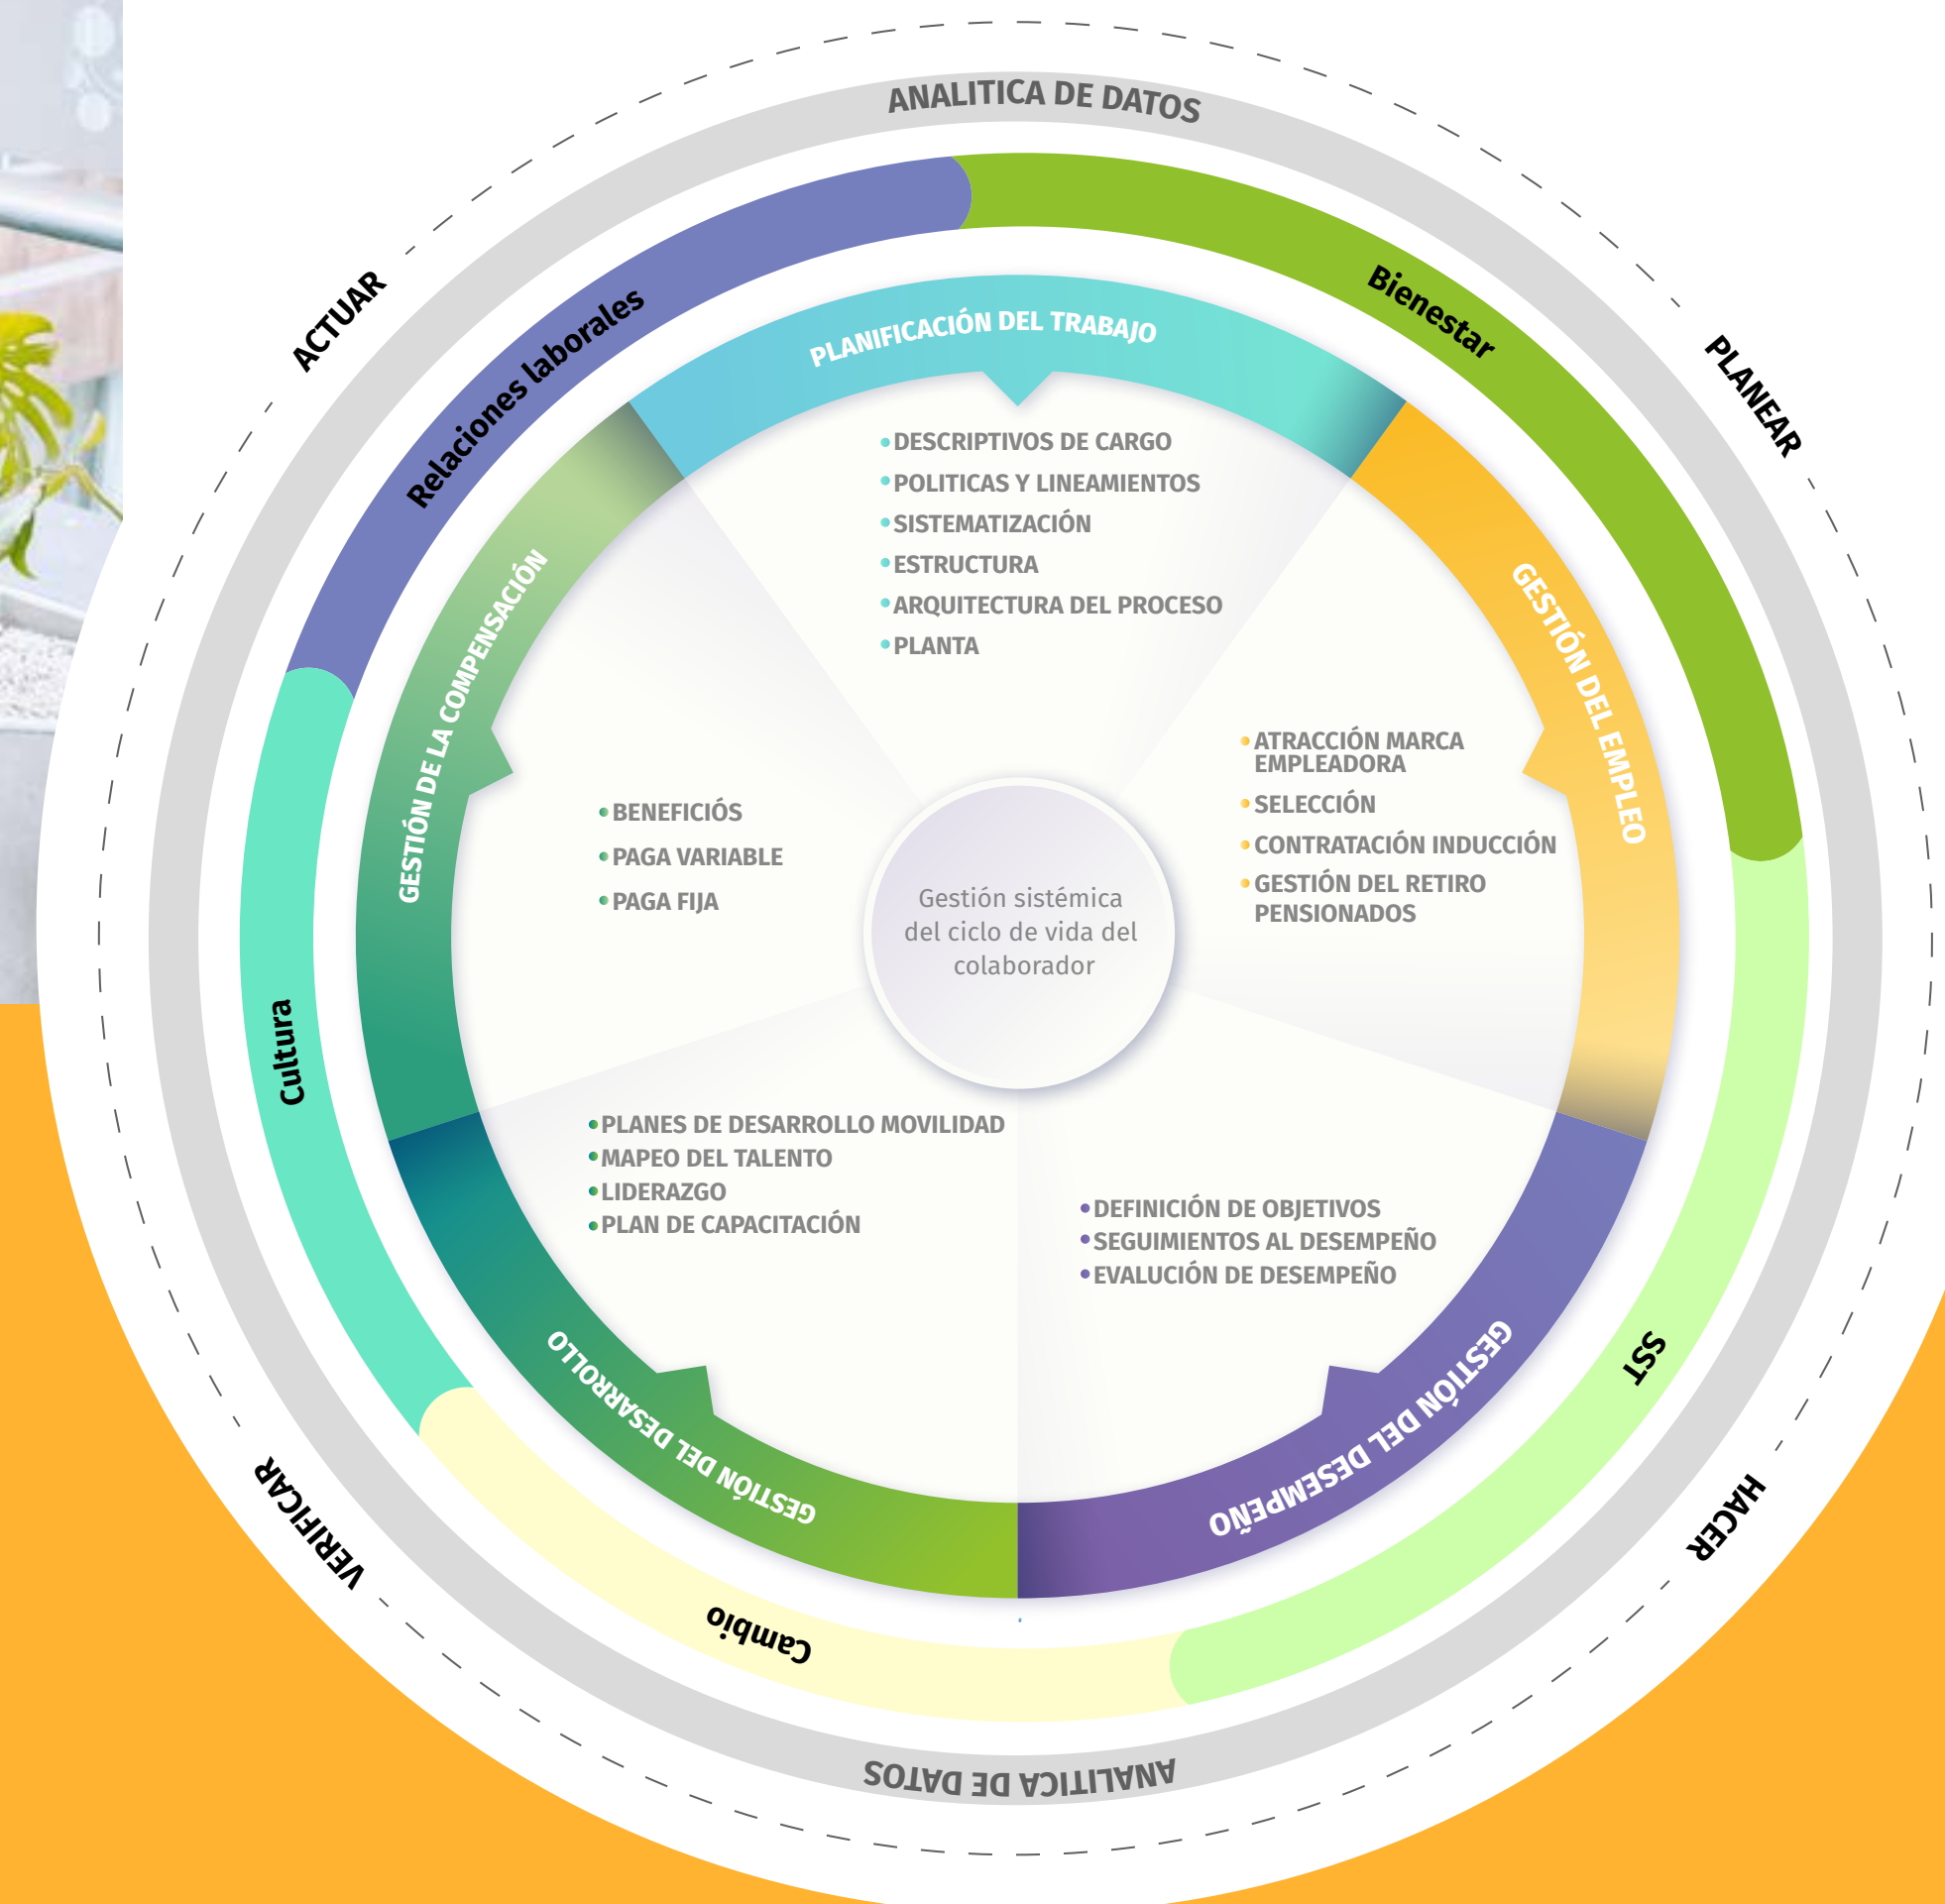 ANALITICA DE DATOS
ACTUAR
PLANEAR
HACER
VERIFICAR
Relaciones laborales
Bienestar
SST
Cambio
Cultura
PLANIFICACIÓN DEL TRABAJO
DESCRIPTIVOS DE CARGO
POLITICAS Y LINEAMIENTOS
SISTEMATIZACIÓN
ESTRUCTURA
ARQUITECTURA DEL PROCESO
PLANTA
GESTIÓN DEL EMPLEO
ATRACCIÓN MARCA
EMPLEADORA
SELECCIÓN
CONTRATACIÓN INDUCCIÓN
GESTIÓN DEL RETIRO
PENSIONADOS
GESTIÓN DE LA COMPENSACIÓN
BENEFICIÓS
PAGA VARIABLE
PAGA FIJA
Gestión sistémica
del ciclo de vida del
colaborador
PLANES DE DESARROLLO MOVILIDAD
MAPEO DEL TALENTO
LIDERAZGO
PLAN DE CAPACITACIÓN
GESTIÓN DEL DESARROLLO
DEFINICIÓN DE OBJETIVOS
SEGUIMIENTOS AL DESEMPEÑO
EVALUCIÓN DE DESEMPEÑO
GESTIÓN DEL DESEMPEÑO
ANALITICA DE DATOS